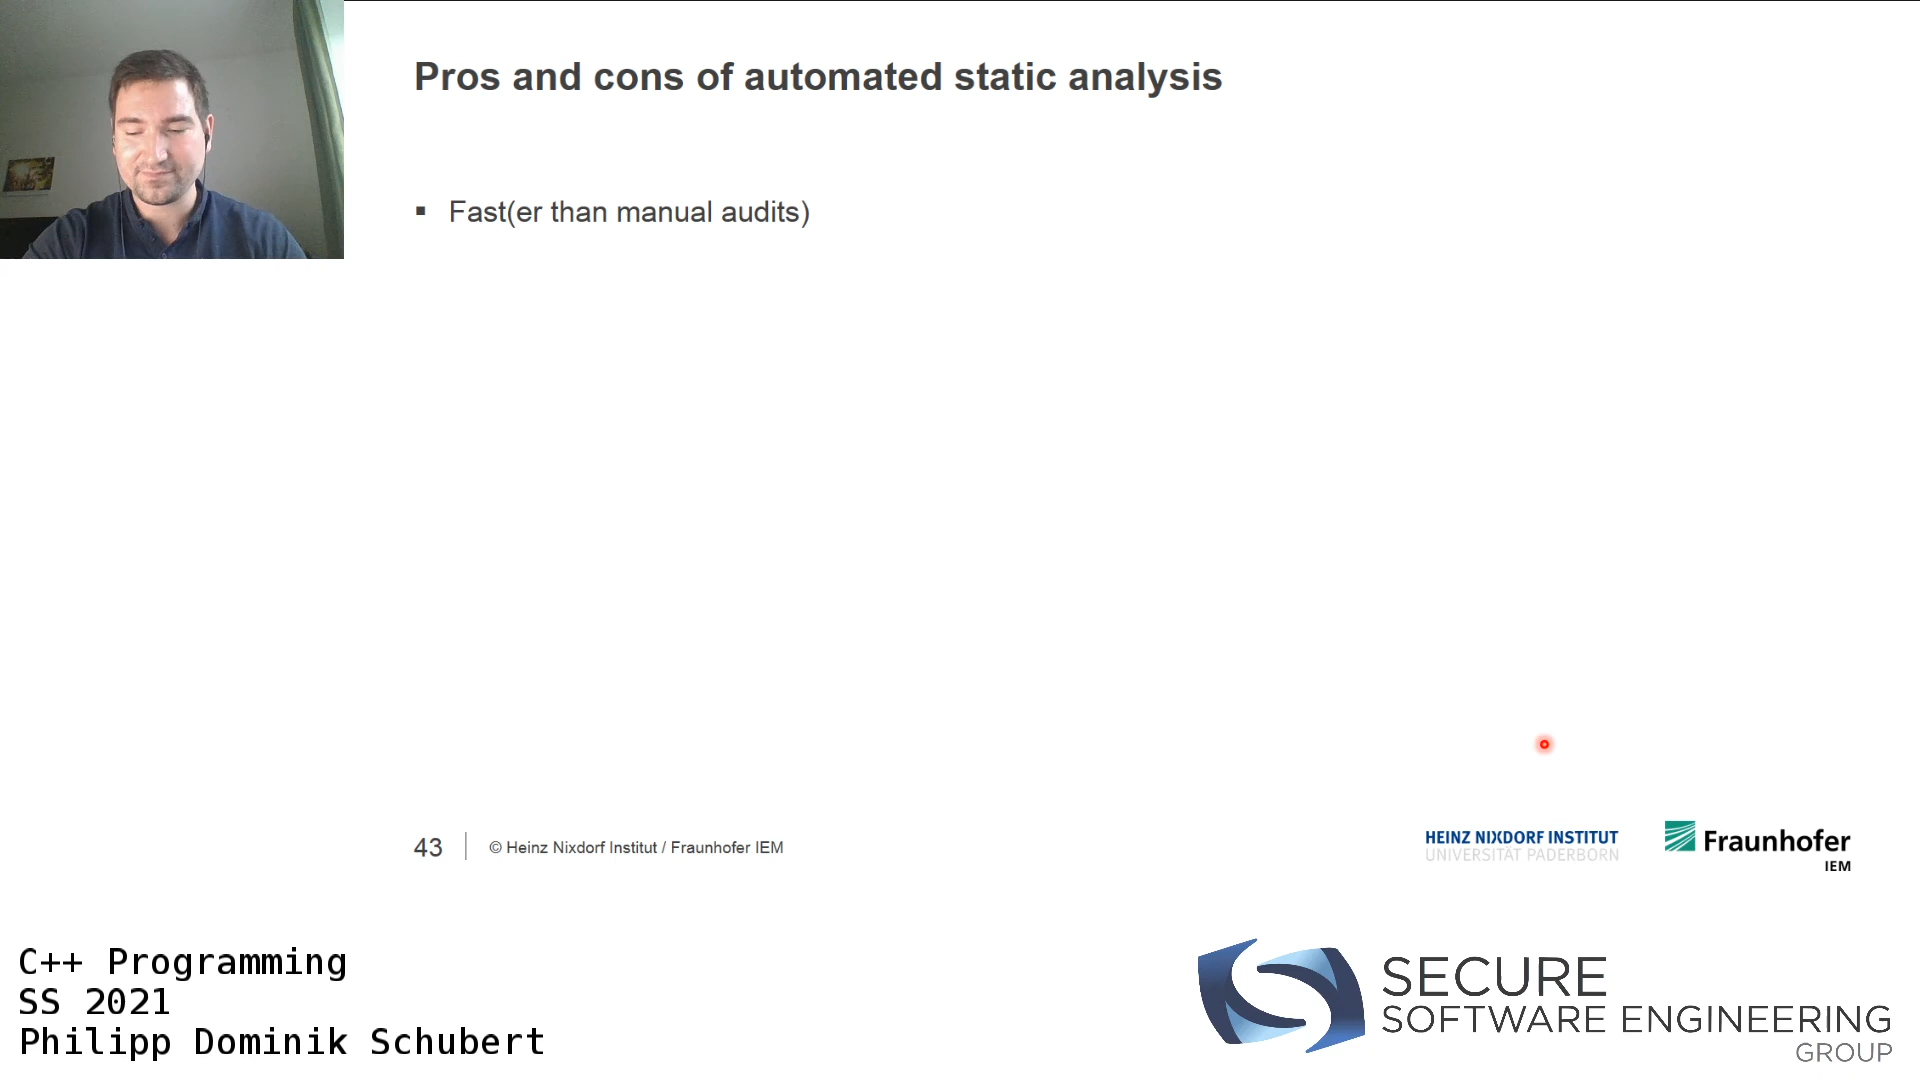 Pros and cons of automated static analysis
▪ Fast(er than manual audits)
43
© Heinz Nixdorf Institut / Fraunhofer IEM
HEINZ NIXDORF INSTITUT
UNIVERSITÄT PADERBORN
Fraunhofer
IEM
C++ Programming
SS 2021
Philipp Dominik Schubert
SECURE
SOFTWARE ENGINEERING
GROUP